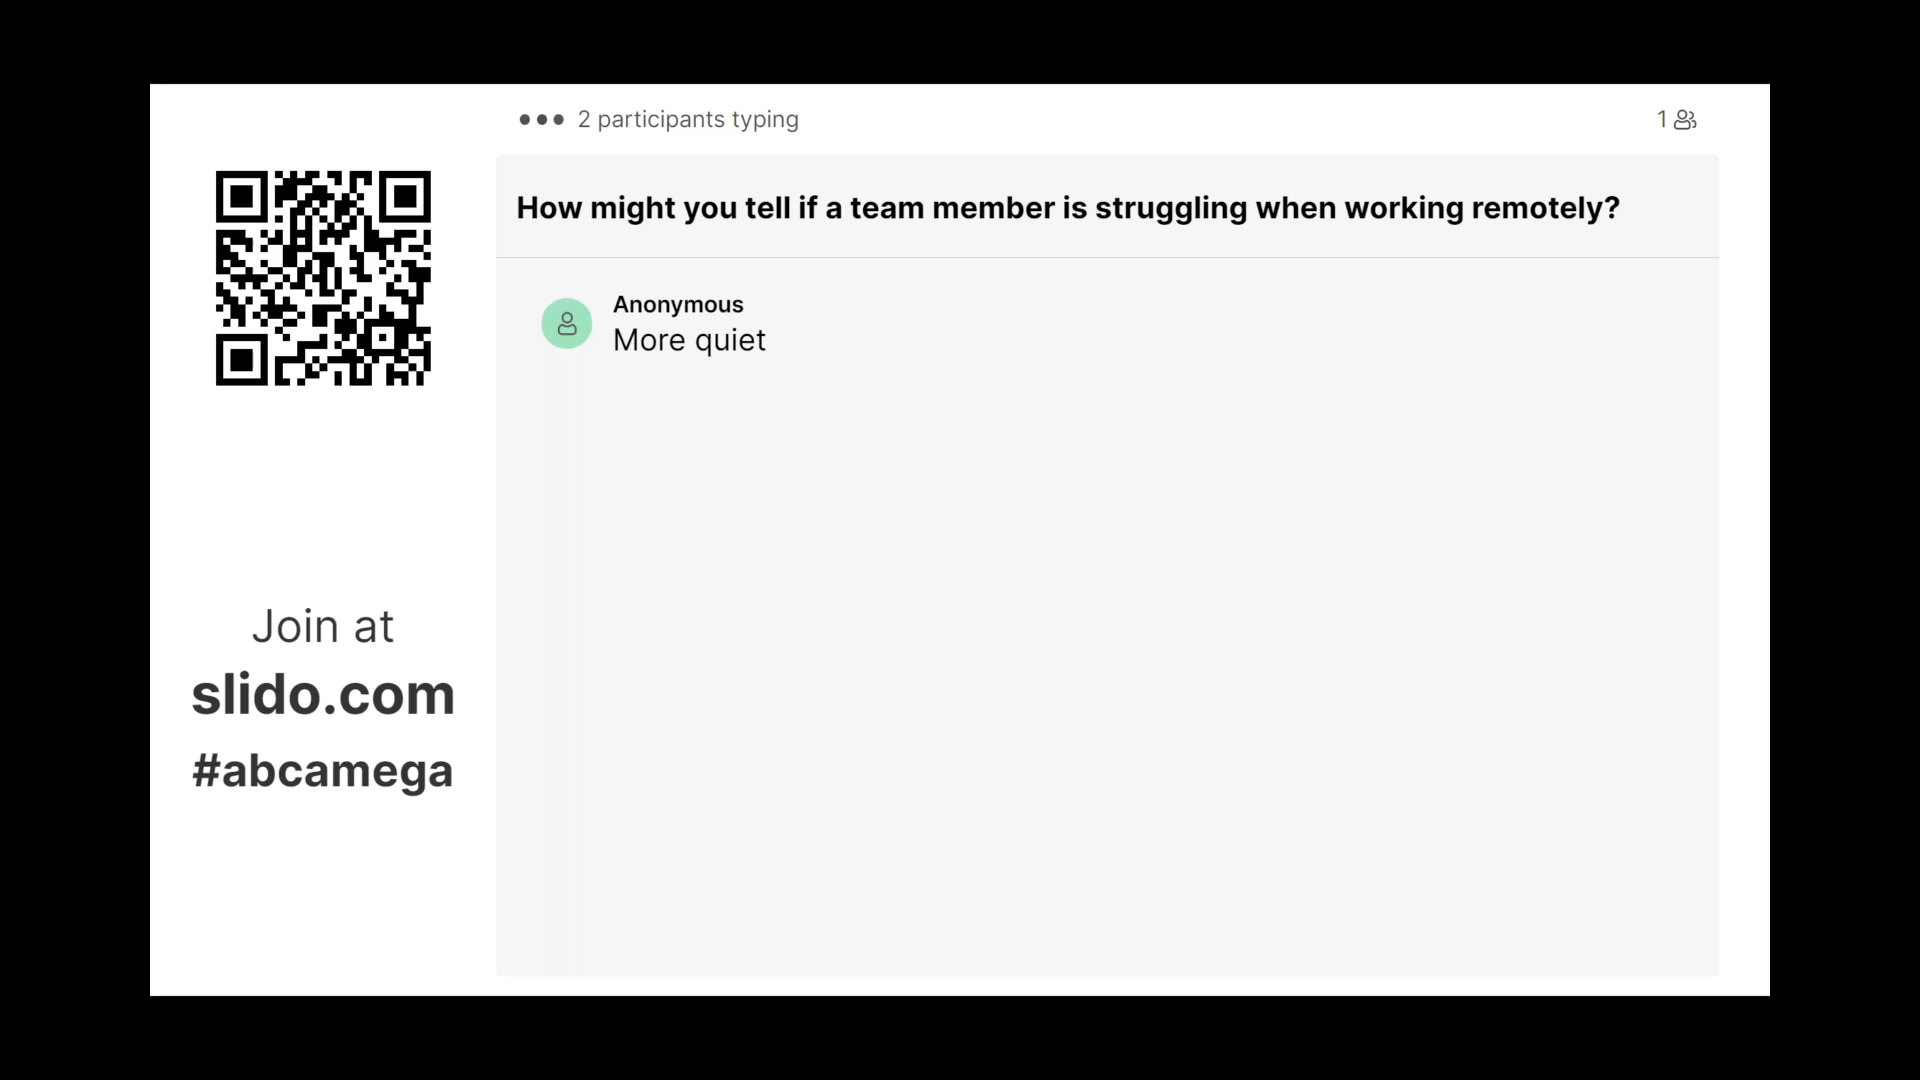 2 participants typing
1
How might you tell if a team member is struggling when working remotely?
Anonymous
More quiet
Join at
slido.com
#abcamega